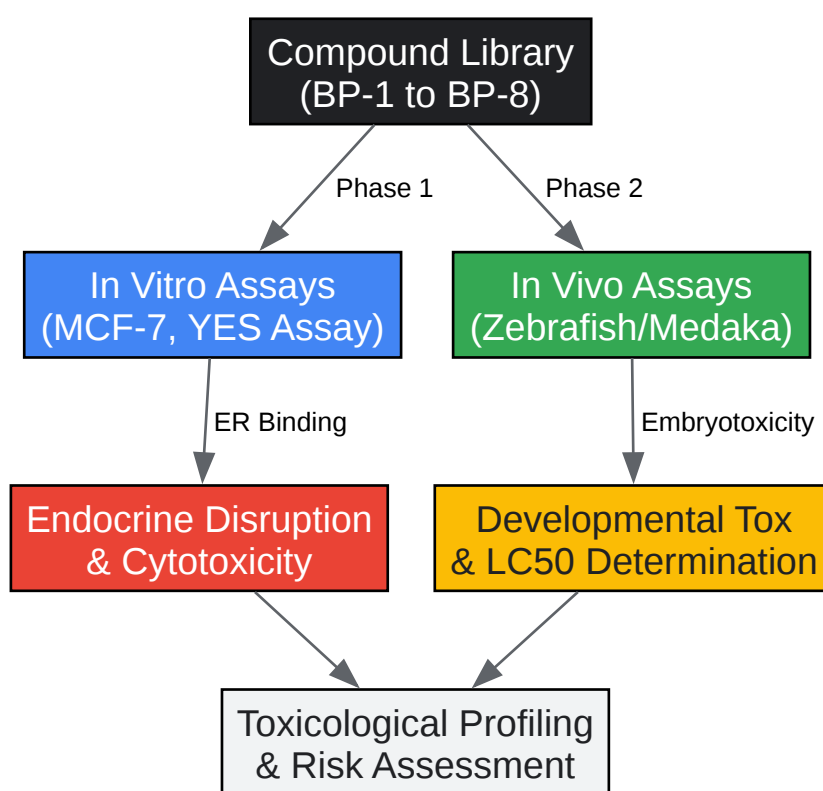 Compound Library
(BP-1 to BP-8)
Phase 1
Phase 2
In Vitro Assays
(MCF-7, YES Assay)
In Vivo Assays
(Zebrafish/Medaka)
ER Binding
Embryotoxicity
Endocrine Disruption
& Cytotoxicity
Developmental Tox
& LC50 Determination
Toxicological Profiling
& Risk Assessment